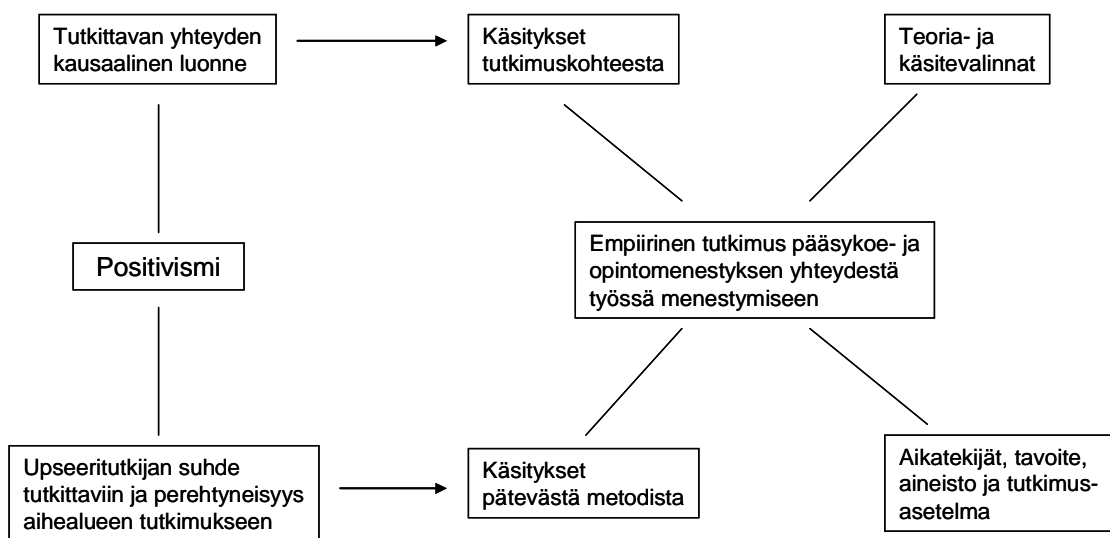 Tutkittavan yhteyden
kausaalinen luonne
Käsitykset
tutkimuskohteesta
Teoria- ja
käsitevalinnat
Positivismi
Empiirinen tutkimus pääsykoe- ja
opintomenestyksen yhteydestä
työssä menestymiseen
Upseeritutkijan suhde
tutkittaviin ja perehtyneisyys
aihealueen tutkimukseen
Käsitykset
pätevästä metodista
Aikatekijät, tavoite,
aineisto ja tutkimus-
asetelma